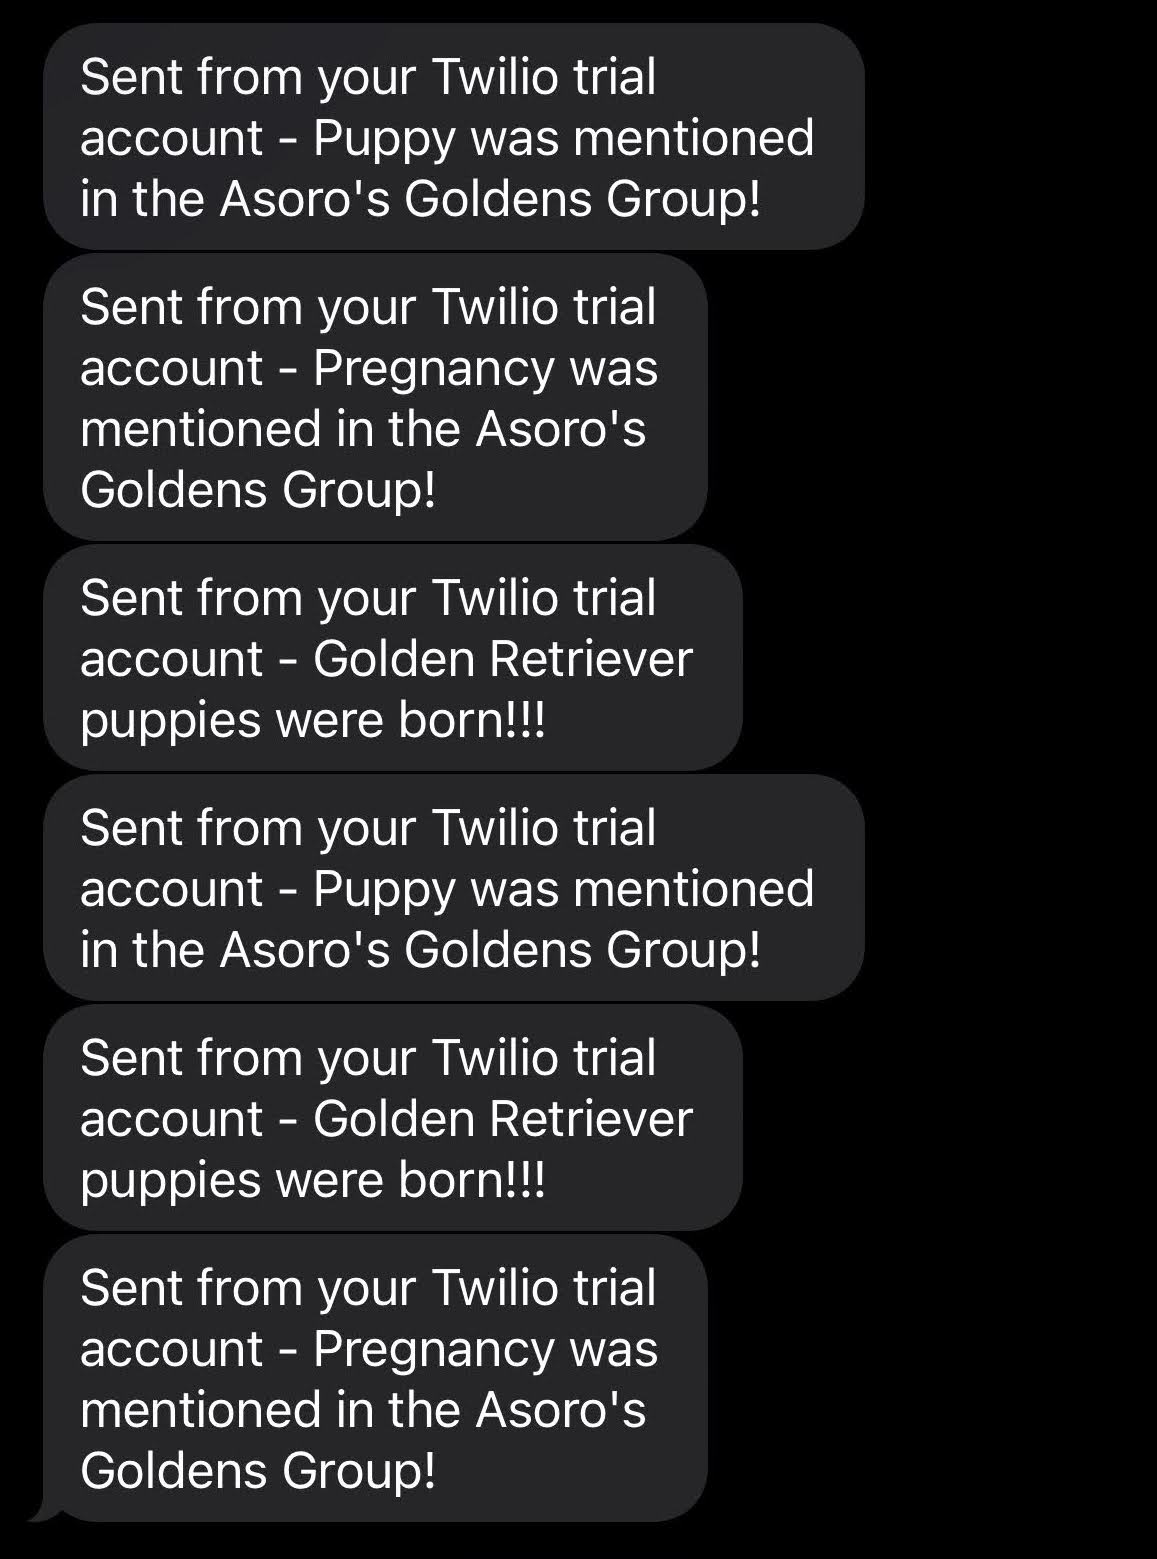 Sent from your Twilio trial
account - Puppy was mentioned
in the Asoro's Goldens Group!
Sent from your Twilio trial
account - Pregnancy was
mentioned in the Asoro's
Goldens Group!
Sent from your Twilio trial
account - Golden Retriever
puppies were born!!!
Sent from your Twilio trial
account - Puppy was mentioned
in the Asoro's Goldens Group!
Sent from your Twilio trial
account - Golden Retriever
puppies were born!!!
Sent from your Twilio trial
account - Pregnancy was
mentioned in the Asoro's
Goldens Group!